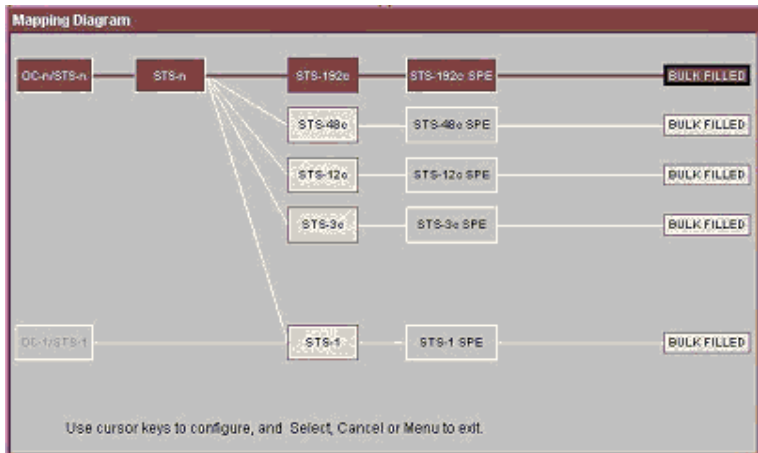 Mapping Diagram
OC-n/STS-n STS-n STS-192c STS-192c SPE BULK FILLED
STS-48c STS-48c SPE BULK FILLED
STS-12c STS-12c SPE BULK FILLED
STS-3c STS-3c SPE BULK FILLED
OC-1/STS-1 STS-1 STS-1 SPE BULK FILLED
Use cursor keys to configure, and Select, Cancel or Menu to exit.